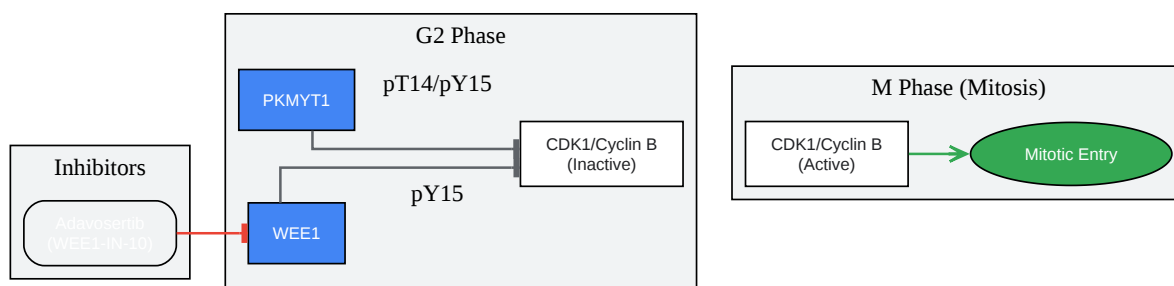 Inhibitors
Adavosertib
(WEE1-IN-10)
G2 Phase
PKMYT1
pT14/pY15
CDK1/Cyclin B
(Inactive)
pY15
WEE1
M Phase (Mitosis)
CDK1/Cyclin B
(Active)
Mitotic Entry